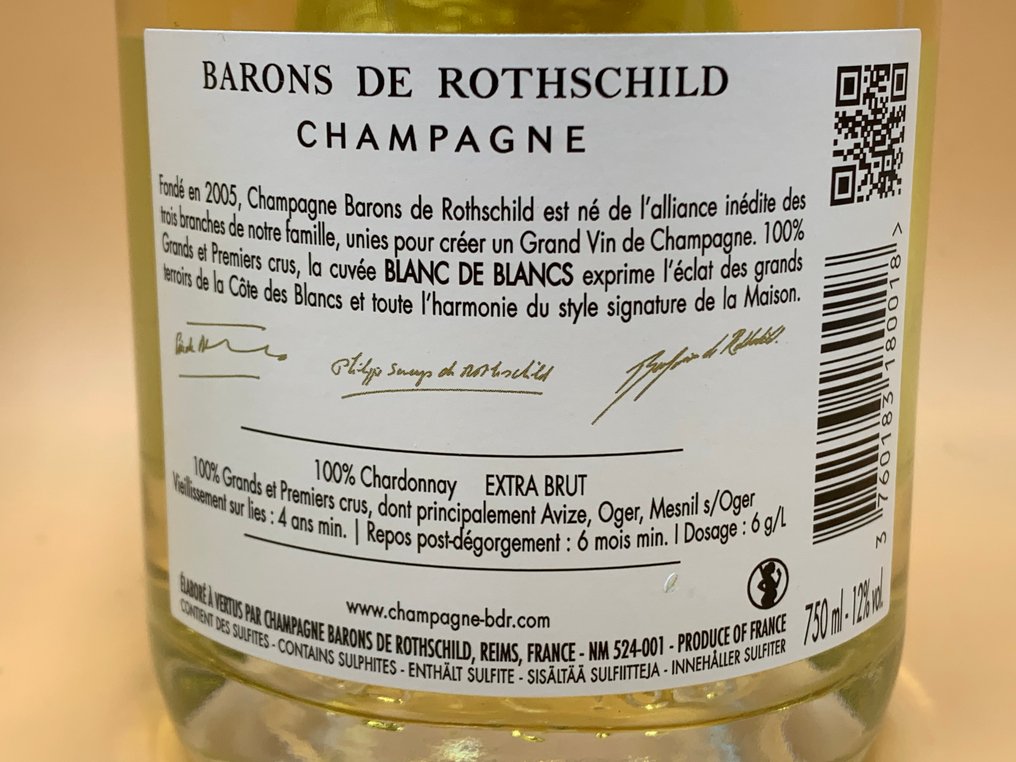 BARONS DE ROTHSCHILD
CHAMPAGNE
Fondé en 2005, Champagne Barons de Rothschild est né de l'alliance inédite des
trois branches de notre famille, unies pour créer un Grand Vin de Champagne. 100%
Grands et Premiers crus, la cuvée BLANC DE BLANCS exprime l'éclat des grands
terroirs de la Côte des Blancs et toute l'harmonie du style signature de la Maison.
de Rothschild
100% Chardonnay EXTRA BRUT
100% Grands et Premiers crus, dont principalement Avize, Oger, Mesnil s/Oger
Vieillissement sur lies : 4 ans min. | Repos post-dégorgement : 6 mois min. | Dosage : 6 g/L
www.champagne-bdr.com
ÉLABORÉ À VERTUS PAR CHAMPAGNE BARONS DE ROTHSCHILD, REIMS, FRANCE - NM 524-001 - PRODUCE OF FRANCE
CONTIENT DES SULFITES - CONTAINS SULPHITES - ENTHÄLT SULFITE - SISÄLTÄÄ SULFIITTEJA - INNEHÅLLER SULFITER
750 ml - 12% vol.
3 760183 180018 >